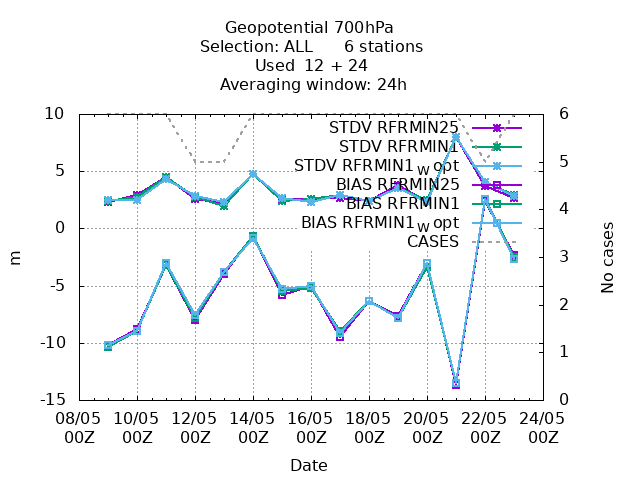 Geopotential 700hPa
Selection: ALL      6 stations
Used  12 + 24
Averaging window: 24h
10
5
0
-5
-10
-15
m
6
5
4
3
2
1
0
No cases
STDV RFRMIN25
STDV RFRMIN1
STDV RFRMIN1_w opt
BIAS RFRMIN25
BIAS RFRMIN1
BIAS RFRMIN1_w opt
CASES
08/05 10/05 12/05 14/05 16/05 18/05 20/05 22/05 24/05
00Z 00Z 00Z 00Z 00Z 00Z 00Z 00Z 00Z
Date